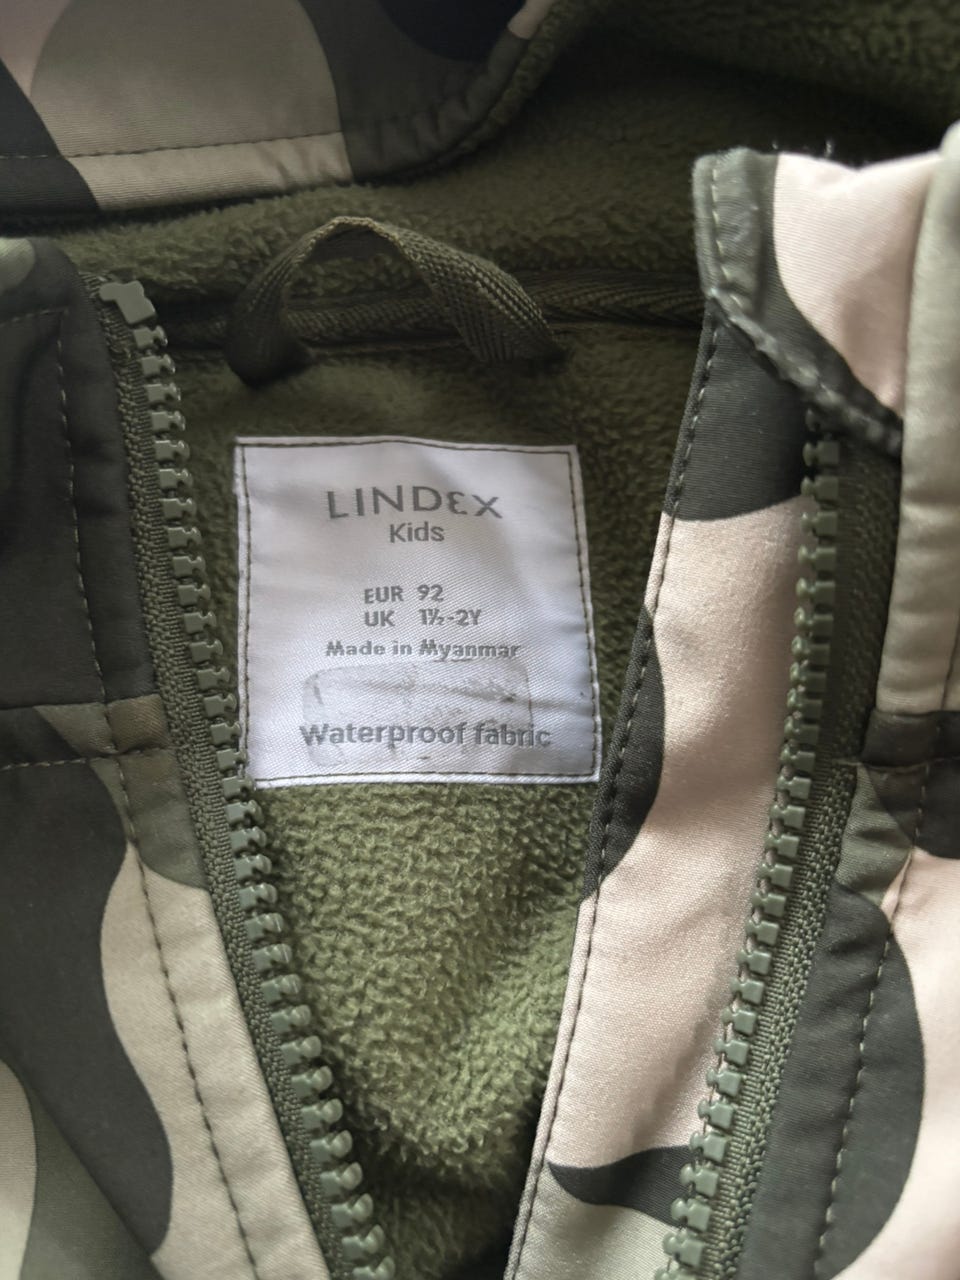 LINDEX
Kids
EUR 92
UK 1½-2Y
Made in Myanmar
Waterproof fabric